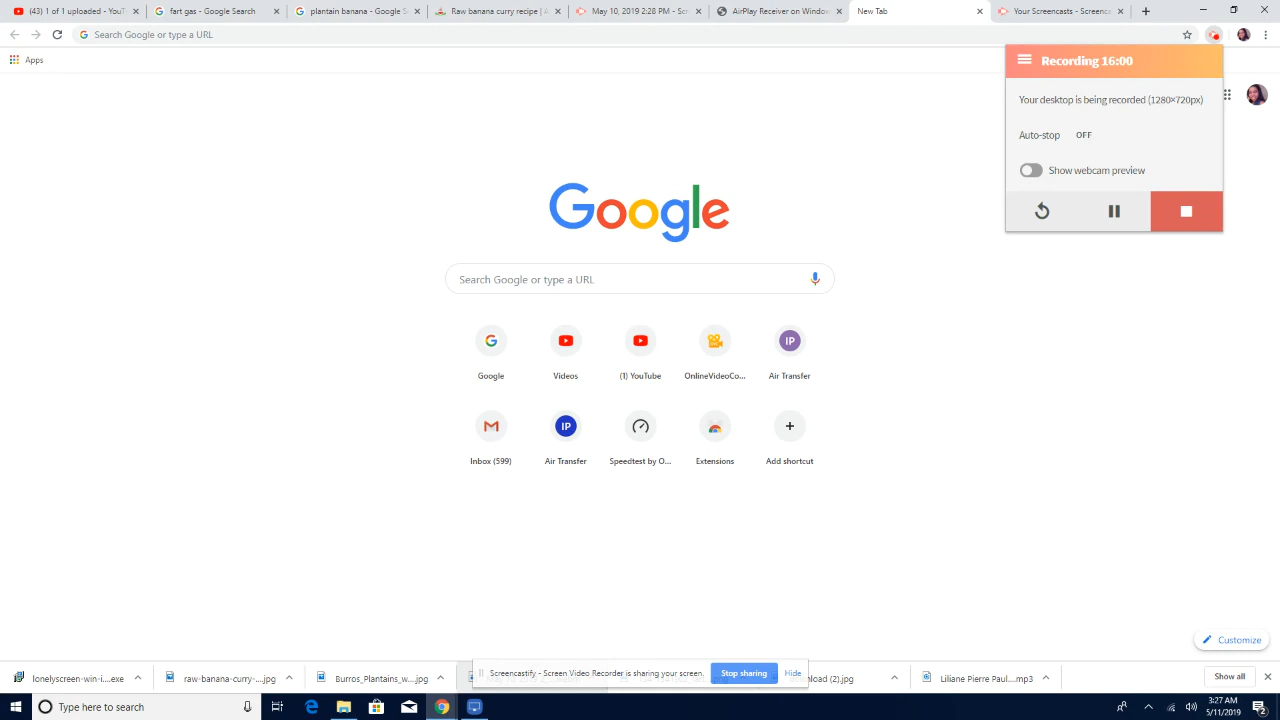 (43) 1 of 1 uploaded - YouT
fart gas - Google Search
plantain banana - Google S
Raw banana curry recipe | A
May 10, 2019 2:28 PM - Scr
AirPlay Receiver on Window
New Tab
Your Screencasts - Screenca
Search Google or type a URL
Apps
Recording 16:00
Your desktop is being recorded (1280×720px)
Auto-stop OFF
Show webcam preview
Google
Search Google or type a URL
Google
Videos
(1) YouTube
OnlineVideoCo...
IP
Air Transfer
Inbox (599)
IP
Air Transfer
Speedtest by O...
Extensions
Add shortcut
Customize
lonelyscreen-win-i....exe
raw-banana-curry-....jpg
Burros_Plantains_w....jpg
Screencastify - Screen Video Recorder is sharing your screen.
Stop sharing
Hide
load (2).jpg
Liliane Pierre Paul....mp3
Show all
Type here to search
3:27 AM
5/11/2019
2